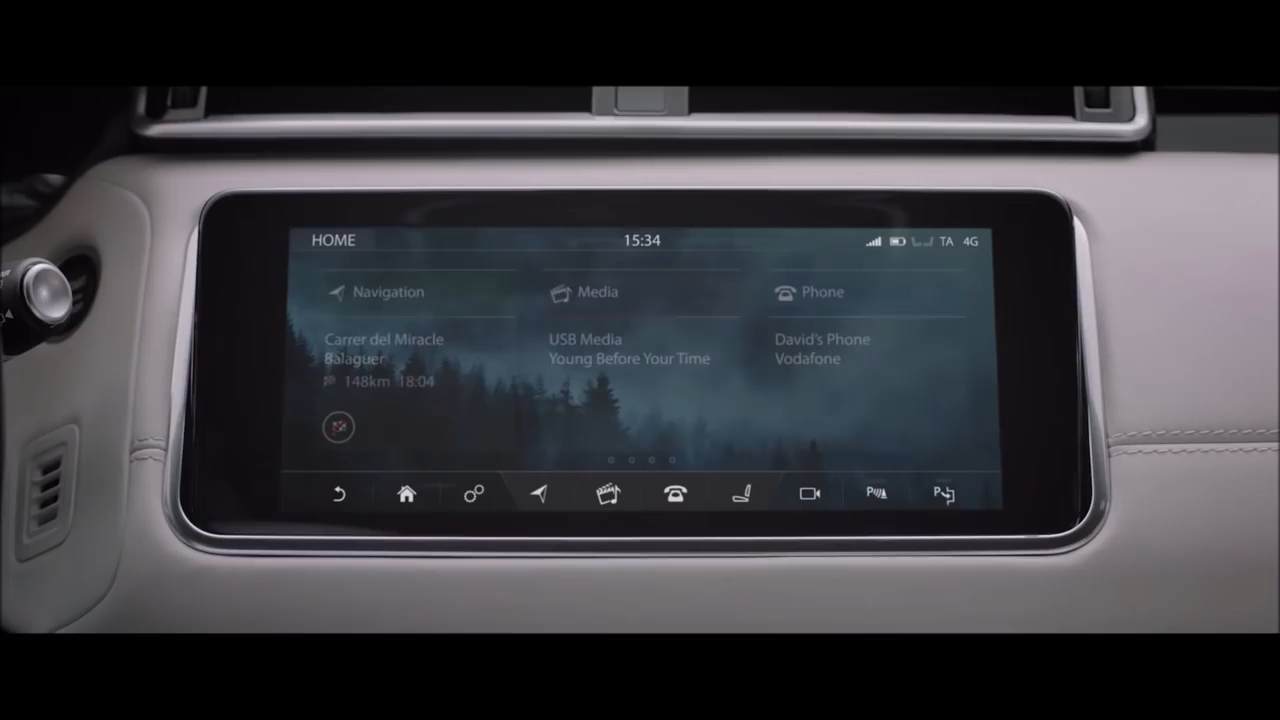 HOME 15:34 TA 4G
Navigation Media Phone
Carrer del Miracle USB Media David's Phone
Balaguer Young Before Your Time Vodafone
148km 18:04
P P